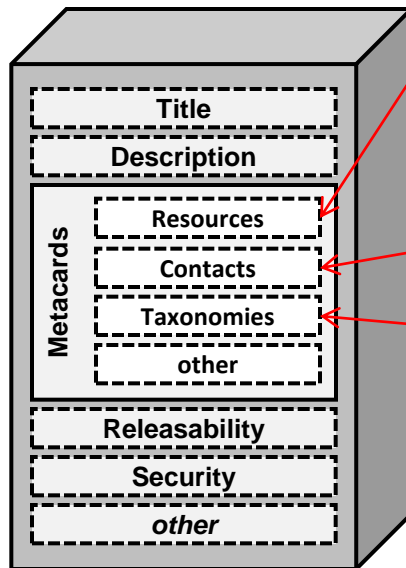 Title
Description
Metacards
Resources
Contacts
Taxonomies
other
Releasability
Security
other